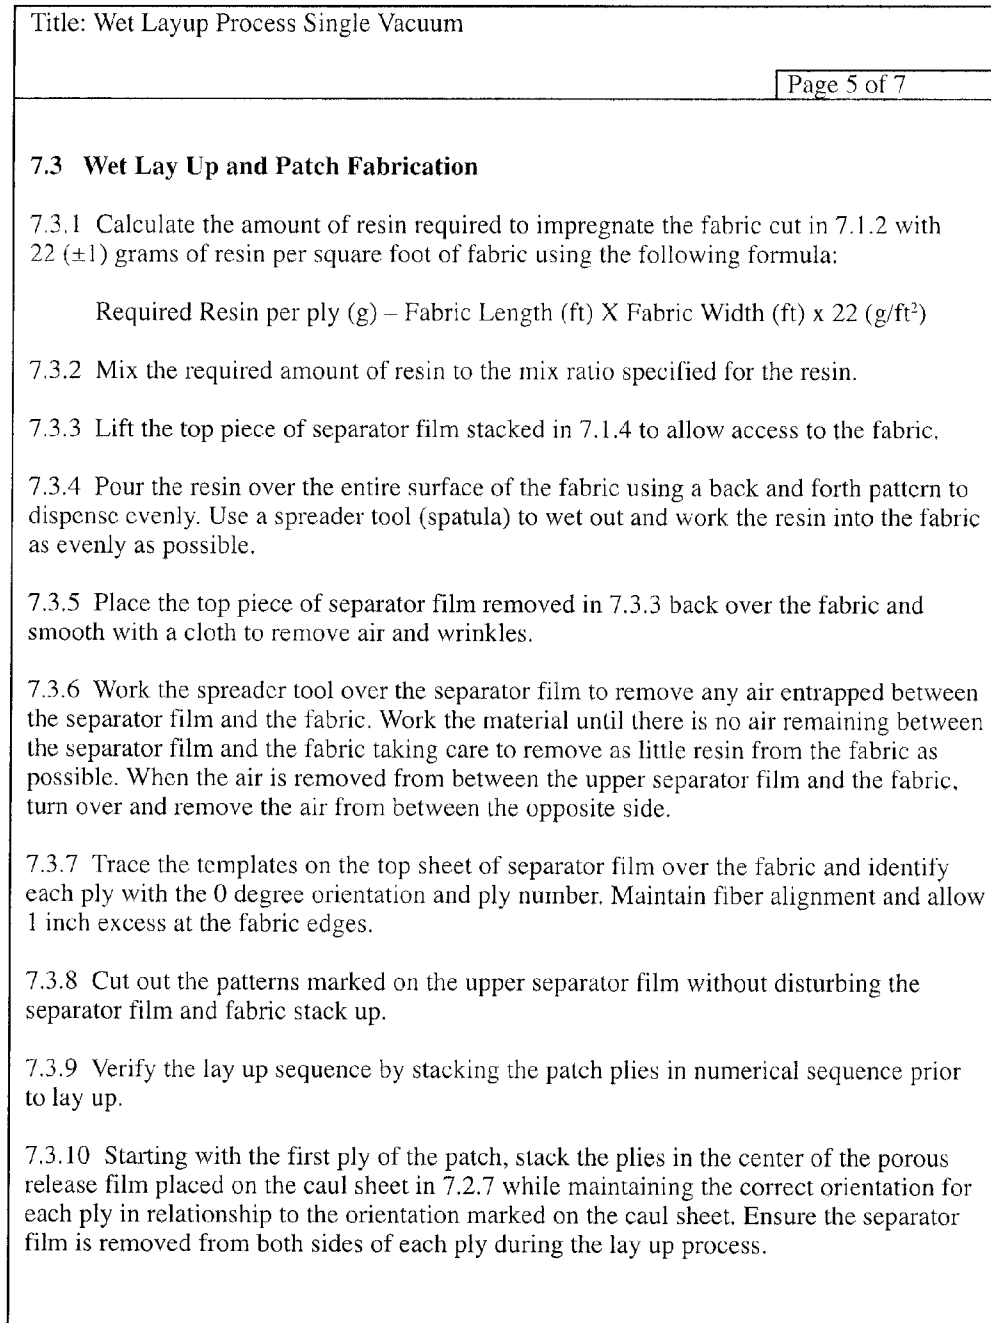 Title: Wet Layup Process Single Vacuum
Page 5 of 7
7.3 Wet Lay Up and Patch Fabrication
7.3.1 Calculate the amount of resin required to impregnate the fabric cut in 7.1.2 with
22 (±1) grams of resin per square foot of fabric using the following formula:
Required Resin per ply (g) – Fabric Length (ft) X Fabric Width (ft) x 22 (g/ft²)
7.3.2 Mix the required amount of resin to the mix ratio specified for the resin.
7.3.3 Lift the top piece of separator film stacked in 7.1.4 to allow access to the fabric.
7.3.4 Pour the resin over the entire surface of the fabric using a back and forth pattern to
dispense evenly. Use a spreader tool (spatula) to wet out and work the resin into the fabric
as evenly as possible.
7.3.5 Place the top piece of separator film removed in 7.3.3 back over the fabric and
smooth with a cloth to remove air and wrinkles.
7.3.6 Work the spreader tool over the separator film to remove any air entrapped between
the separator film and the fabric. Work the material until there is no air remaining between
the separator film and the fabric taking care to remove as little resin from the fabric as
possible. When the air is removed from between the upper separator film and the fabric,
turn over and remove the air from between the opposite side.
7.3.7 Trace the templates on the top sheet of separator film over the fabric and identify
each ply with the 0 degree orientation and ply number. Maintain fiber alignment and allow
1 inch excess at the fabric edges.
7.3.8 Cut out the patterns marked on the upper separator film without disturbing the
separator film and fabric stack up.
7.3.9 Verify the lay up sequence by stacking the patch plies in numerical sequence prior
to lay up.
7.3.10 Starting with the first ply of the patch, stack the plies in the center of the porous
release film placed on the caul sheet in 7.2.7 while maintaining the correct orientation for
each ply in relationship to the orientation marked on the caul sheet. Ensure the separator
film is removed from both sides of each ply during the lay up process.